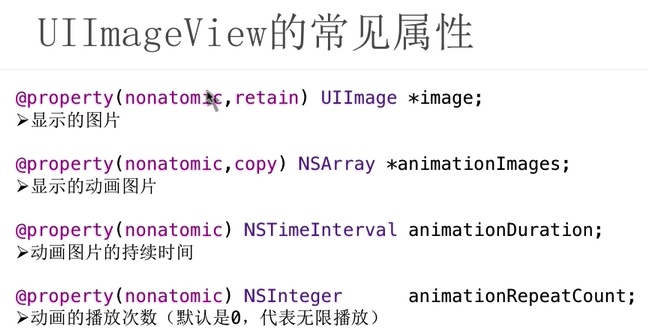 UIImageView的常见属性
@property(nonatomic,retain) UIImage *image;
➢显示的图片
@property(nonatomic,copy) NSArray *animationImages;
➢显示的动画图片
@property(nonatomic) NSTimeInterval animationDuration;
➢动画图片的持续时间
@property(nonatomic) NSInteger animationRepeatCount;
➢动画的播放次数（默认是0，代表无限播放）